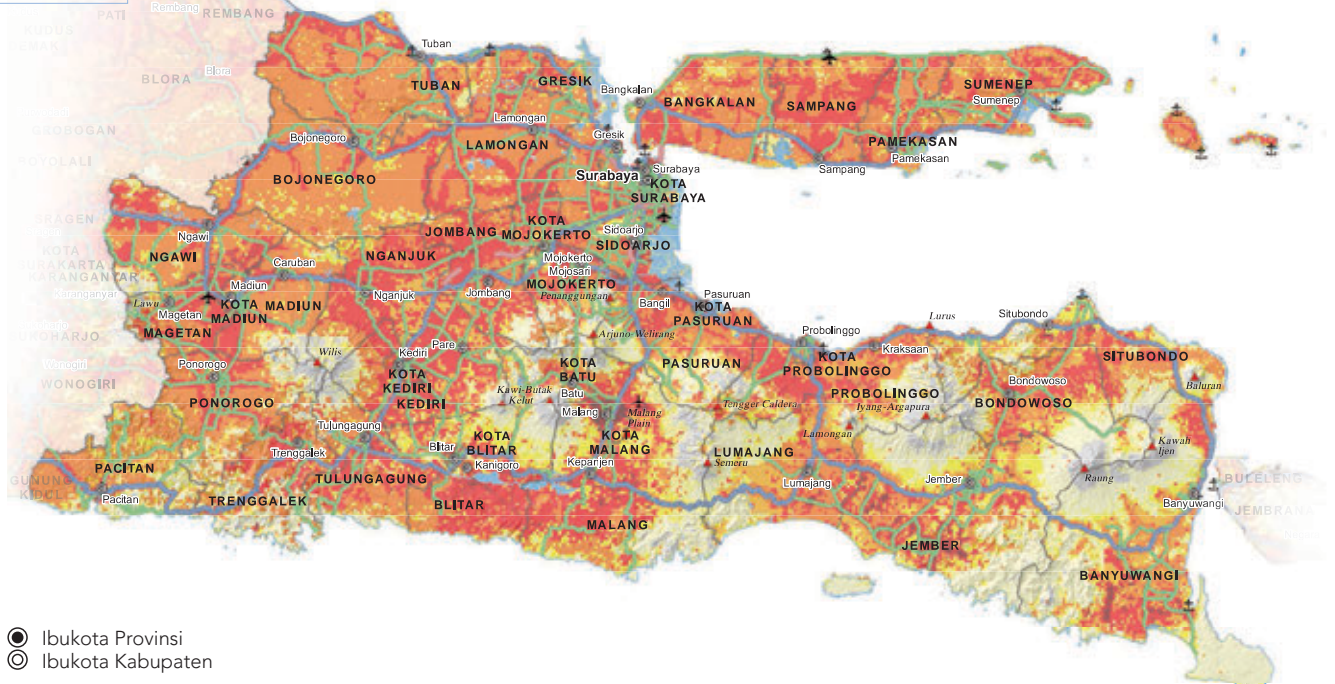 Rembang
PATI
REMBANG
KUDUS
DEMAK
BLORA
Blora
GROBOGAN
BOYOLALI
SRAGEN
KOTA
SURAKARTA
KARANGANYAR
Karanganyar
SUKOHARJO
Wonogiri
WONOGIRI
GUNUNG
KIDUL
Tuban
TUBAN
GRESIK
Bangkalan
BANGKALAN
SAMPANG
SUMENEP
Sumenep
Lamongan
Gresik
Bojonegoro
LAMONGAN
PAMEKASAN
Pamekasan
Sampang
BOJONEGORO
Surabaya
Surabaya
KOTA
SURABAYA
Ngawi
NGAWI
JOMBANG
KOTA
MOJOKERTO
Sidoarjo
SIDOARJO
NGANJUK
Caruban
Mojokerto
Mojosari
MOJOKERTO
Penanggungan
Madiun
Lawu
Magetan
KOTA
MADIUN
MADIUN
Nganjuk
Jombang
Bangil
Pasuruan
KOTA
PASURUAN
MAGETAN
Arjuno-Welirang
Probolinggo
Lurus
Situbondo
Wilis
Pare
Kediri
Ponorogo
KOTA
KEDIRI
KEDIRI
KOTA
BATU
Batu
PASURUAN
KOTA
PROBOLINGGO
Kraksaan
SITUBONDO
Baluran
PONOROGO
Kawi-Butak
Kelut
Malang
Malang
Plain
Tengger Caldera
PROBOLINGGO
Iyang-Argapura
Bondowoso
BONDOWOSO
Tulungagung
Trenggalek
Blitar
KOTA
BLITAR
KOTA
MALANG
Lamongan
LUMAJANG
Semeru
Kawah
Ijen
Raung
PACITAN
Pacitan
TULUNGAGUNG
Kanigoro
Kepanjen
Lumajang
Jember
Banyuwangi
BULELENG
JEMBRANA
TRENGGALEK
BLITAR
MALANG
JEMBER
BANYUWANGI
Ibukota Provinsi
Ibukota Kabupaten